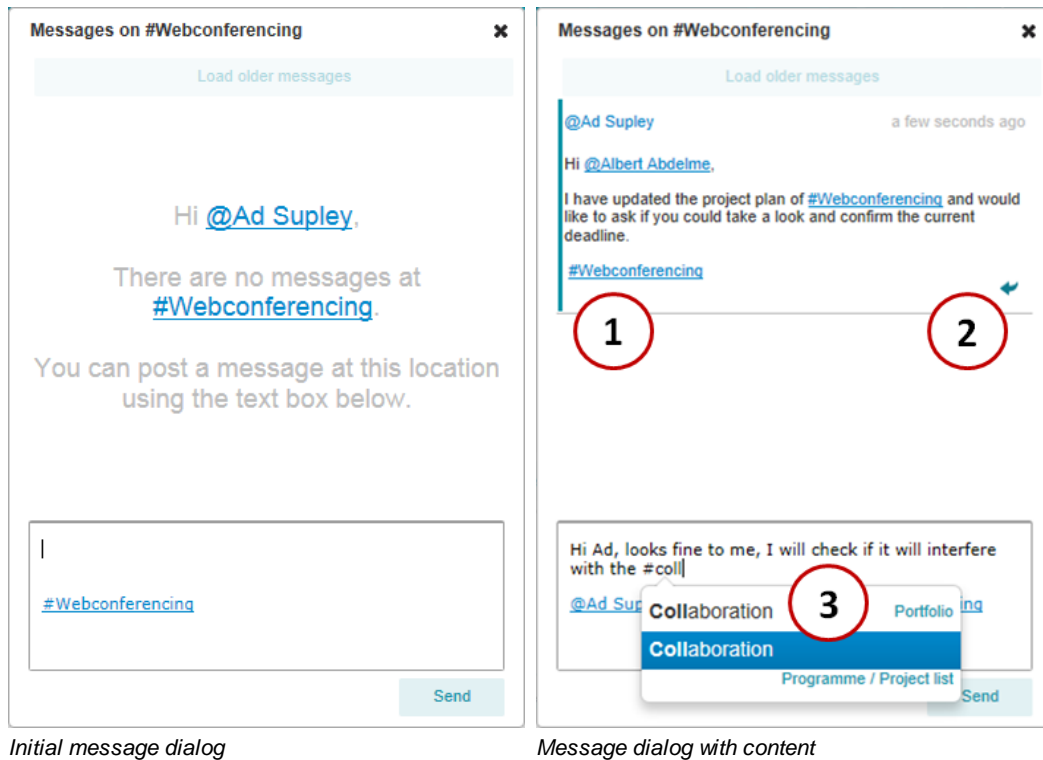 Messages on #Webconferencing
Load older messages
Hi @Ad Supley,
There are no messages at
#Webconferencing.
You can post a message at this location
using the text box below.
#Webconferencing
Send
Initial message dialog
Messages on #Webconferencing
Load older messages
@Ad Supley a few seconds ago
Hi @Albert Abdelme,
I have updated the project plan of #Webconferencing and would
like to ask if you could take a look and confirm the current
deadline.
#Webconferencing
1 2
Hi Ad, looks fine to me, I will check if it will interfere
with the #coll
@Ad Sup ing
Collaboration 3 Portfolio
Collaboration
Programme / Project list
Send
Message dialog with content